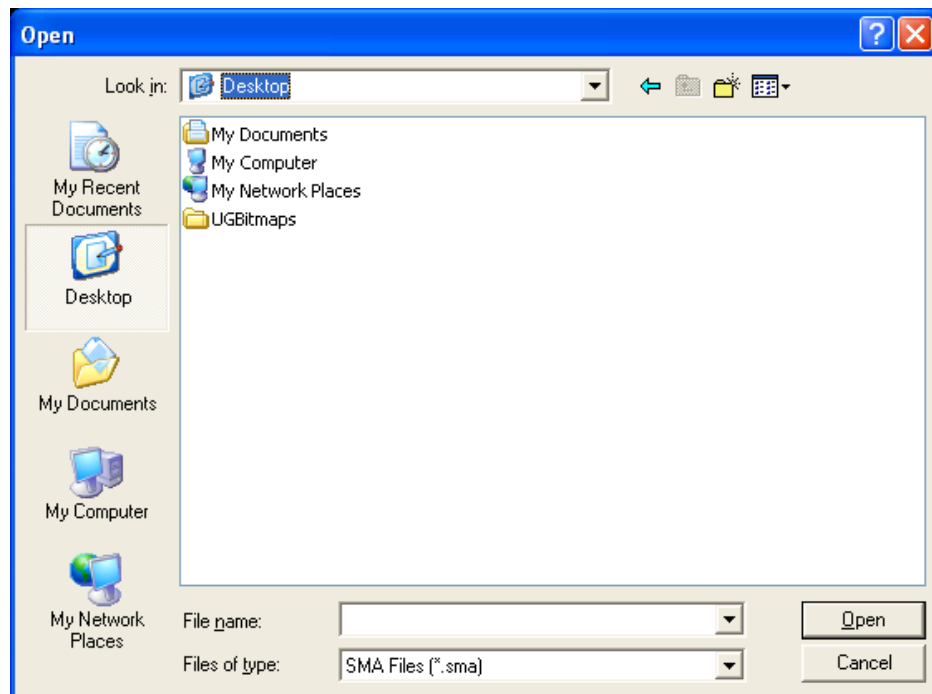 Open
Look in: Desktop
My Documents
My Computer
My Network Places
UGBitmaps
My Recent
Documents
Desktop
My Documents
My Computer
My Network
Places
File name:
Open
Files of type: SMA Files (*.sma)
Cancel